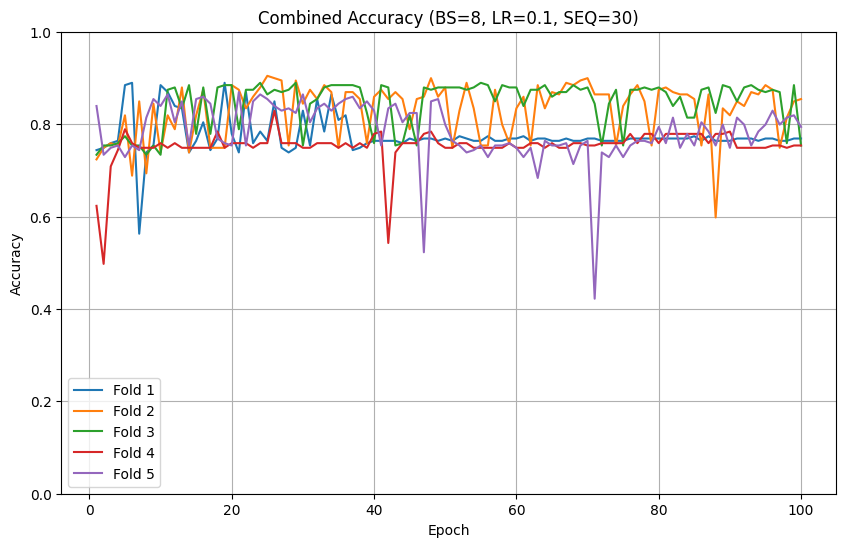 Combined Accuracy (BS=8, LR=0.1, SEQ=30)
1.0
0.8
0.6
0.4
0.2
0.0
Accuracy
Fold 1
Fold 2
Fold 3
Fold 4
Fold 5
0 20 40 60 80 100
Epoch